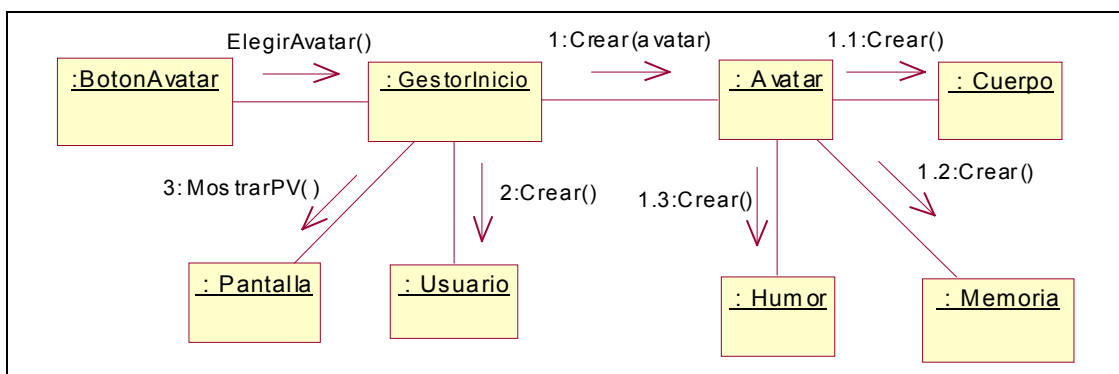 ElegirAvatar()
1:Crear(avatar)
1.1:Crear()
:BotonAvatar
: GestorInicio
: Avatar
: Cuerpo
3:MostrarPV()
2:Crear()
1.3:Crear()
1.2:Crear()
: Pantalla
: Usuario
: Humor
: Memoria